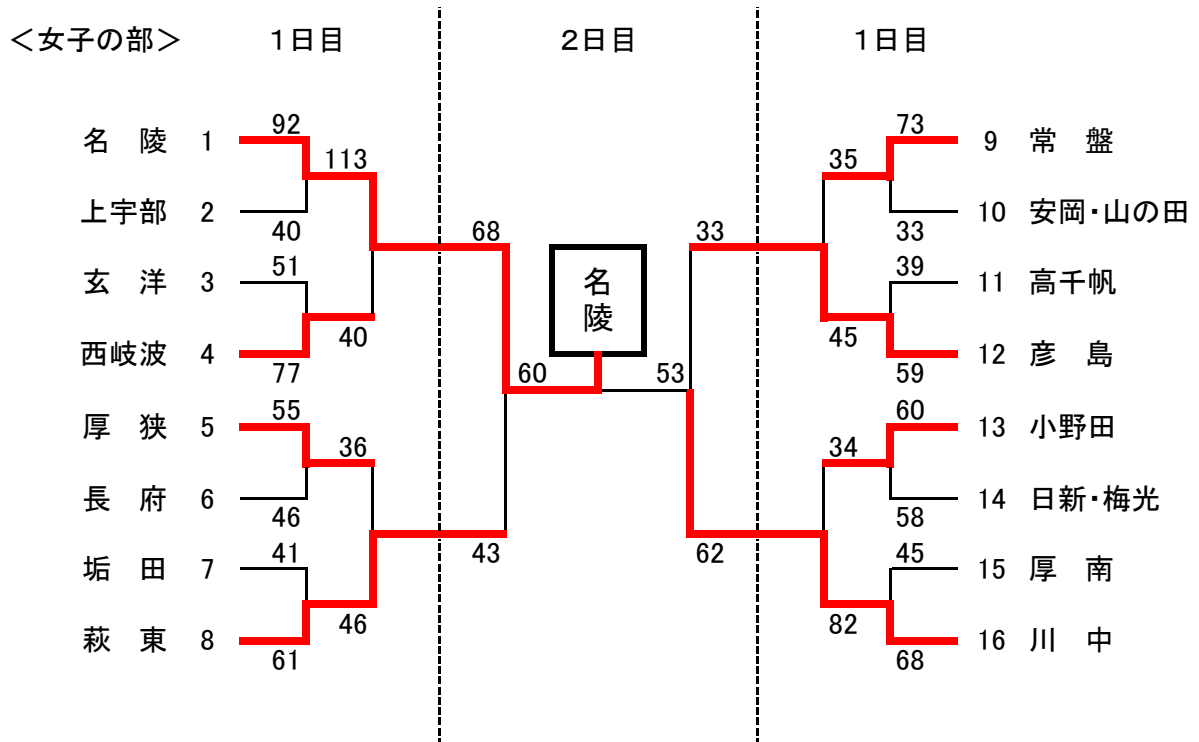 ＜女子の部＞ 1日目 2日目 1日目
92 73
名 陵 1 9 常 盤
113 35
上宇部 2 10 安岡・山の田
40 68 33 33
51 39
玄 洋 3 名陵 11 高千帆
40 45
西岐波 4 12 彦 島
77 60 53 59
55 60
厚 狭 5 13 小野田
36 34
長 府 6 14 日新・梅光
46 58
41 43 62 45
垢 田 7 15 厚 南
46 82
萩 東 8 16 川 中
61 68